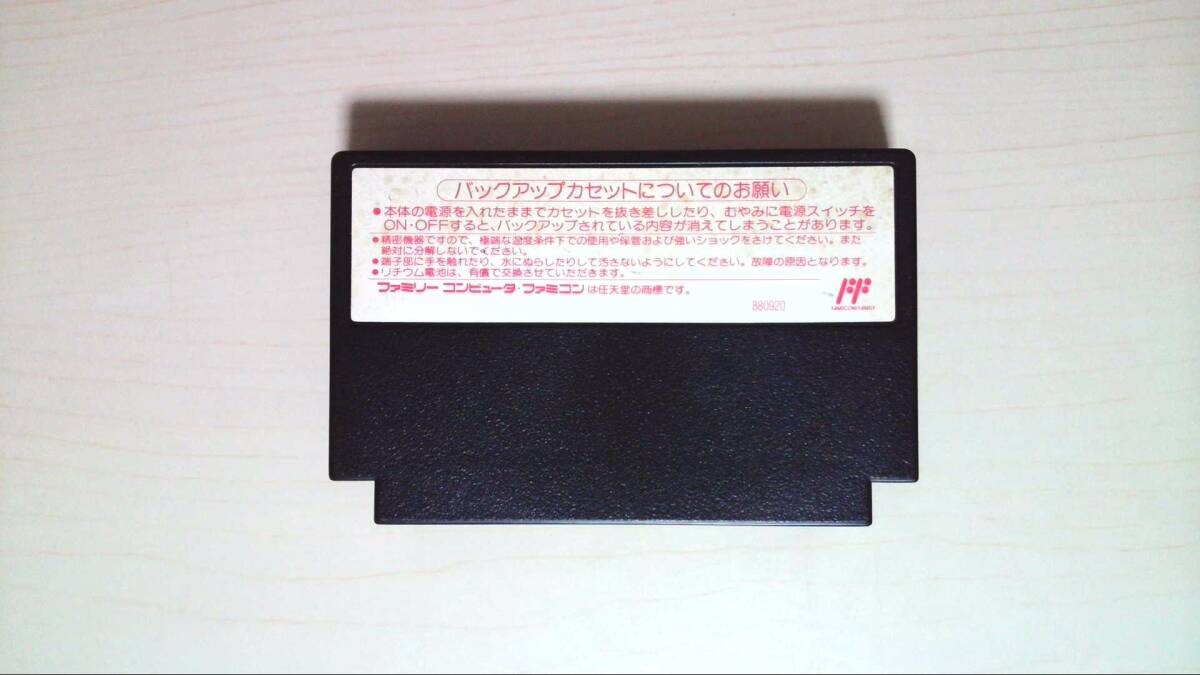 バックアップカセットについてのお願い
●本体の電源を入れたままでカセットを抜き差ししたり、むやみに電源スイッチを
ON・OFFすると、バックアップされている内容が消えてしまうことがあります。
●精密機器ですので、極端な温度条件下での使用や保管および強いショックをさけてください。また
絶対に分解しないでください。
●端子部に手を触れたり、水にぬらしたりして汚さないようにしてください。故障の原因となります。
●リチウム電池は、有償で交換させていただきます。
ファミリー コンピュータ・ファミコンは任天堂の商標です。
880920
FAMICOM FAMILY